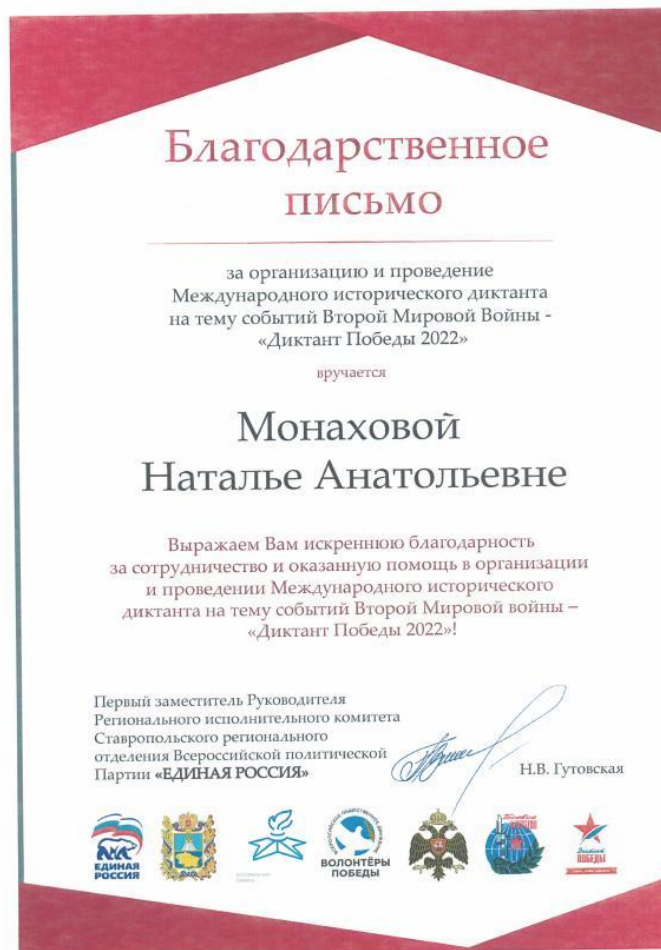 Благодарственное
письмо
за организацию и проведение
Международного исторического диктанта
на тему событий Второй Мировой Войны -
«Диктант Победы 2022»
вручается
Монаховой
Наталье Анатольевне
Выражаем Вам искреннюю благодарность
за сотрудничество и оказанную помощь в организации
и проведении Международного исторического
диктанта на тему событий Второй Мировой войны –
«Диктант Победы 2022»!
Первый заместитель Руководителя
Регионального исполнительного комитета
Ставропольского регионального
отделения Всероссийской политической
Партии «ЕДИНАЯ РОССИЯ»
Н.В. Гутовская
ЕДИНАЯ
РОССИЯ
ВОЛОНТЁРЫ
ПОБЕДЫ
Диктант
ПОБЕДЫ